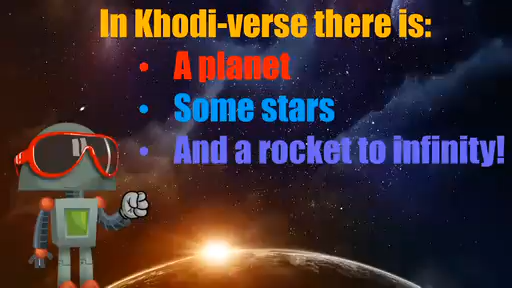 In Khodi-verse there is:
• A planet
• Some stars
• And a rocket to infinity!